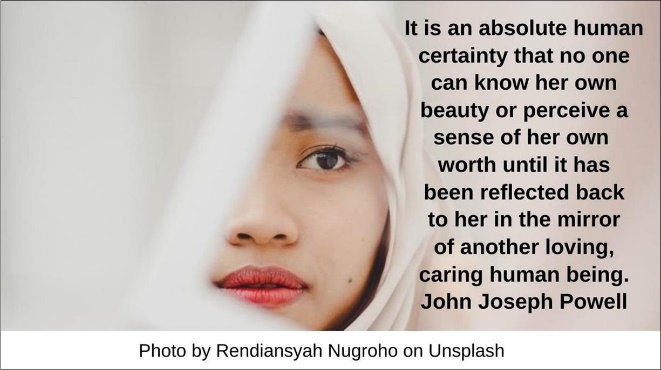 It is an absolute human
certainty that no one
can know her own
beauty or perceive a
sense of her own
worth until it has
been reflected back
to her in the mirror
of another loving,
caring human being.
John Joseph Powell
Photo by Rendiansyah Nugroho on Unsplash